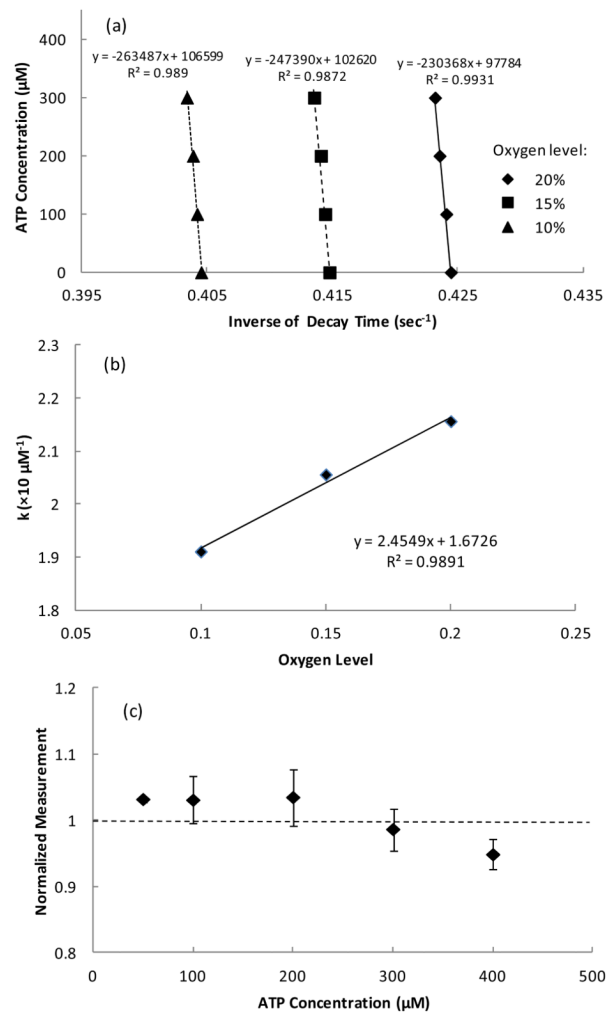 (a)
400
300
200
100
0
ATP Concentration (μM)
y = -263487x + 106599
R² = 0.989
y = -247390x + 102620
R² = 0.9872
y = -230368x + 97784
R² = 0.9931
Oxygen level:
20%
15%
10%
0.395
0.405
0.415
0.425
0.435
Inverse of Decay Time (sec⁻¹)
(b)
2.3
2.2
2.1
2
1.9
1.8
k (×10 μM⁻¹)
y = 2.4549x + 1.6726
R² = 0.9891
0.05
0.1
0.15
0.2
0.25
Oxygen Level
(c)
1.2
1.1
1
0.9
0.8
Normalized Measurement
0
100
200
300
400
500
ATP Concentration (μM)